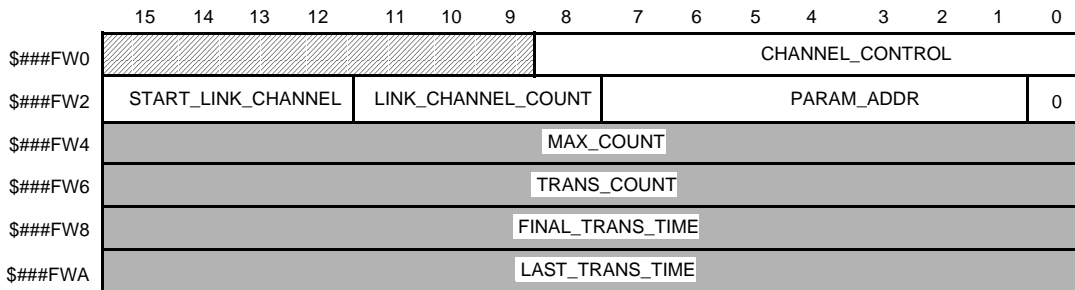 15 14 13 12 11 10 9 8 7 6 5 4 3 2 1 0
$###FW0 CHANNEL_CONTROL
$###FW2 START_LINK_CHANNEL LINK_CHANNEL_COUNT PARAM_ADDR 0
$###FW4 MAX_COUNT
$###FW6 TRANS_COUNT
$###FW8 FINAL_TRANS_TIME
$###FWA LAST_TRANS_TIME